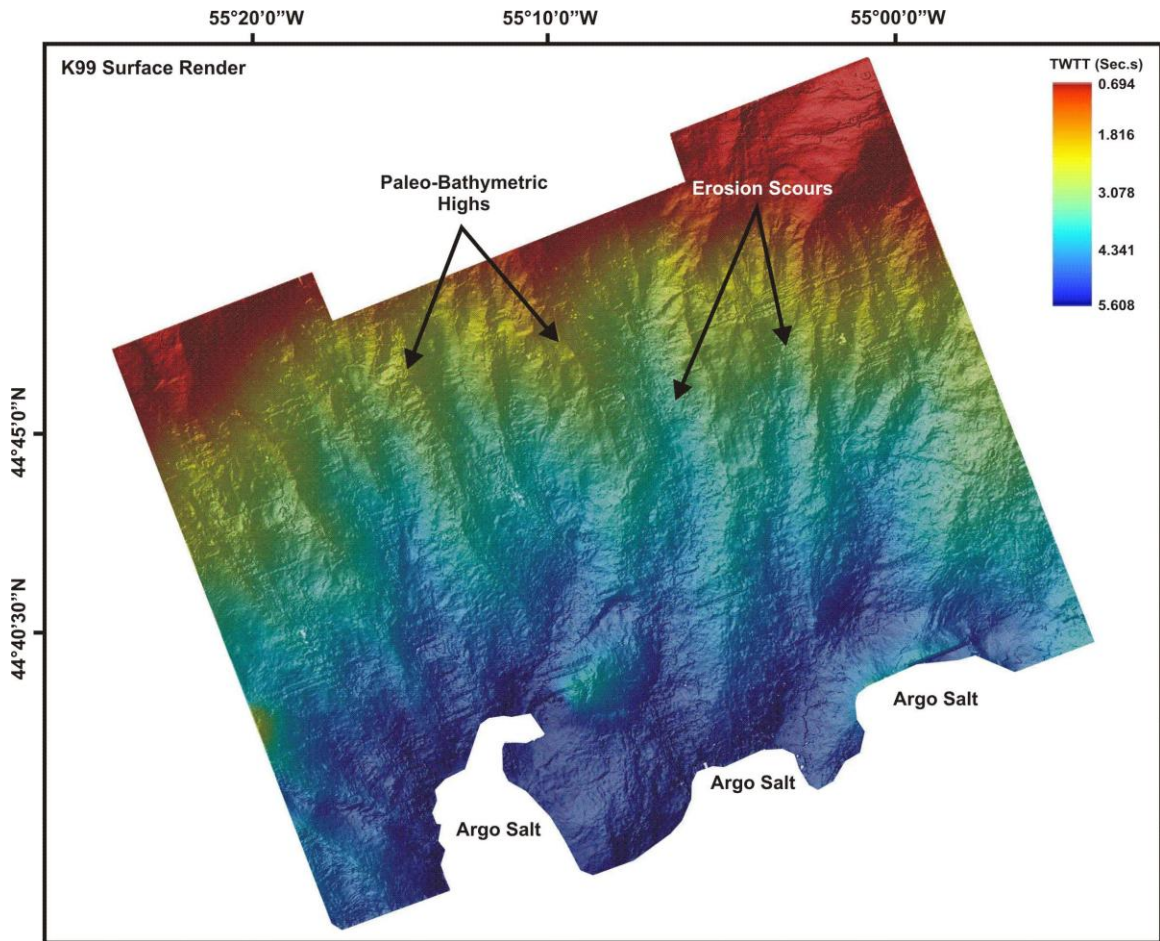 55°20'0”W
55°10'0”W
55°00'0”W
K99 Surface Render
TWTT (Sec.s)
0.694
1.816
3.078
4.341
5.608
Paleo-Bathymetric
Highs
Erosion Scours
44°45'0”N
44°40'30”N
Argo Salt
Argo Salt
Argo Salt